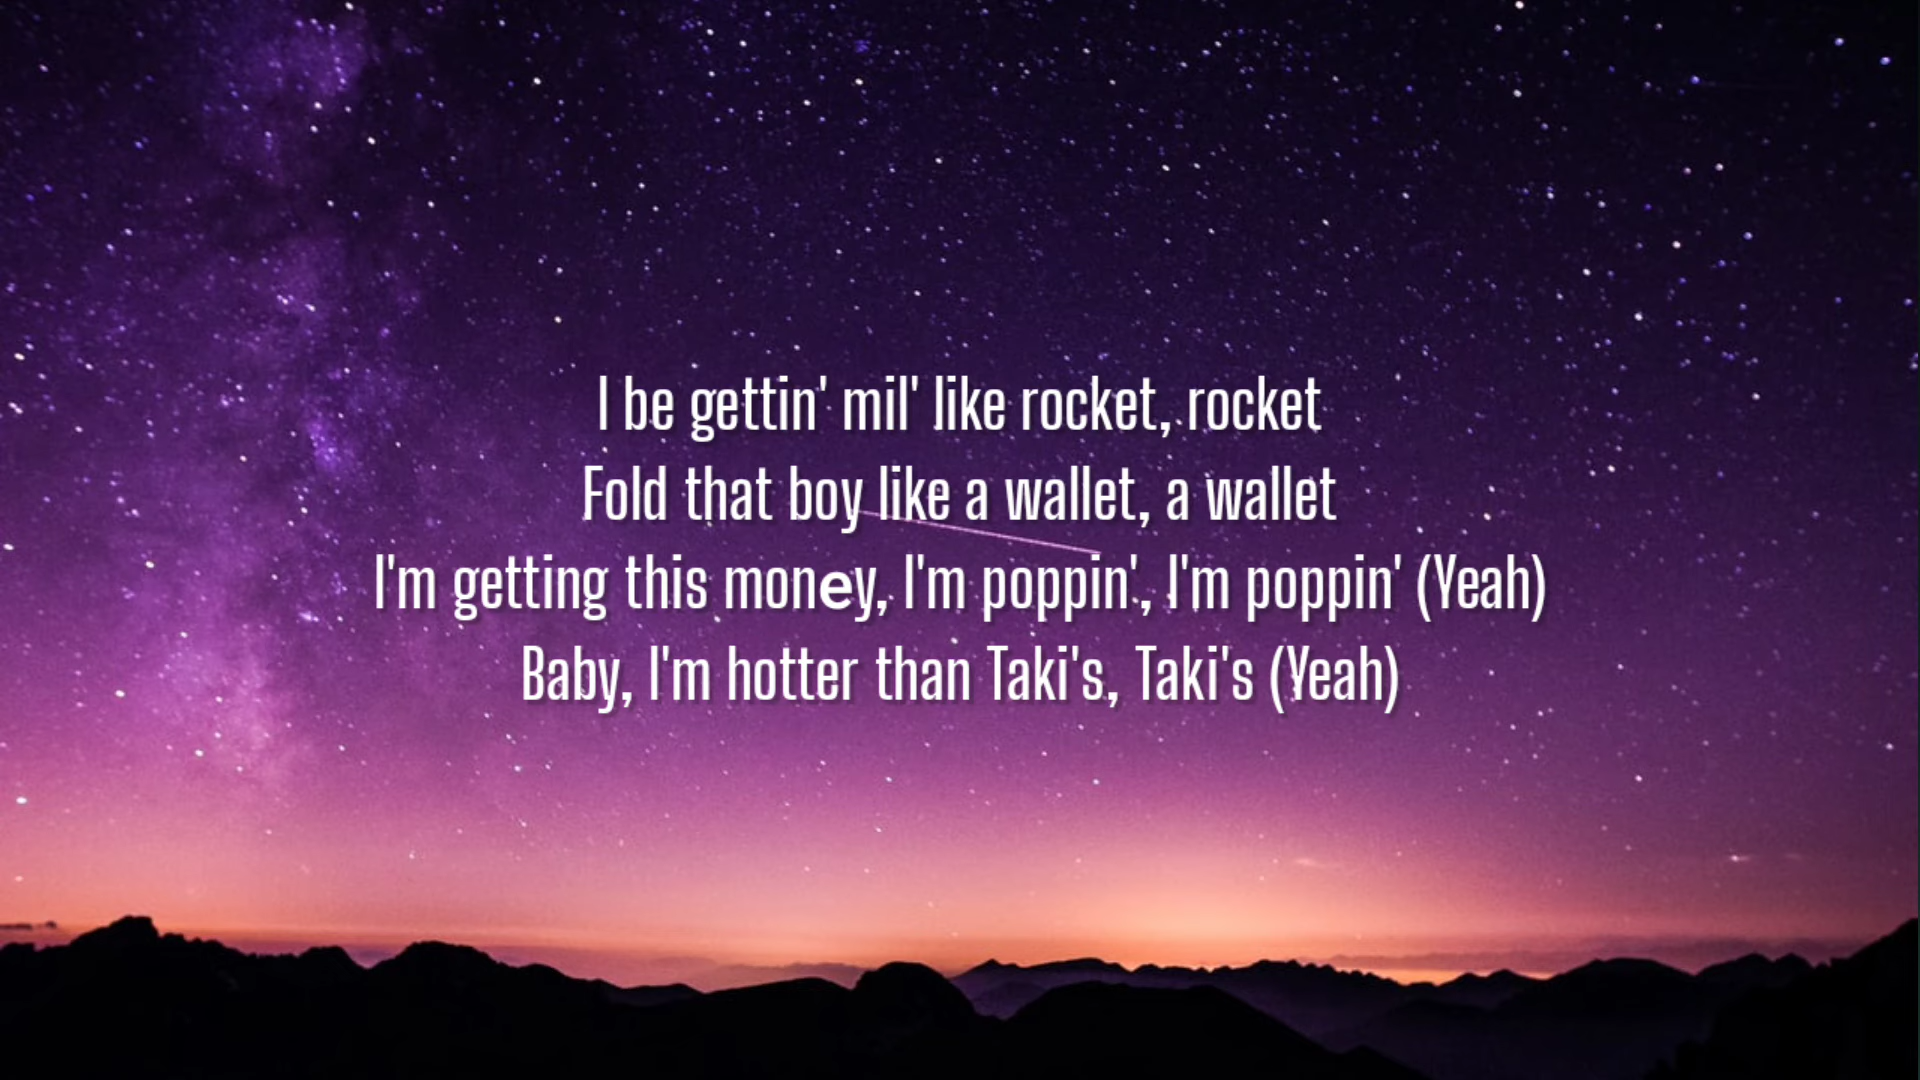 I be gettin' mil' like rocket, rocket
Fold that boy like a wallet, a wallet
I'm getting this monеy, I'm poppin', I'm poppin' (Yeah)
Baby, I'm hotter than Taki's, Taki's (Yeah)